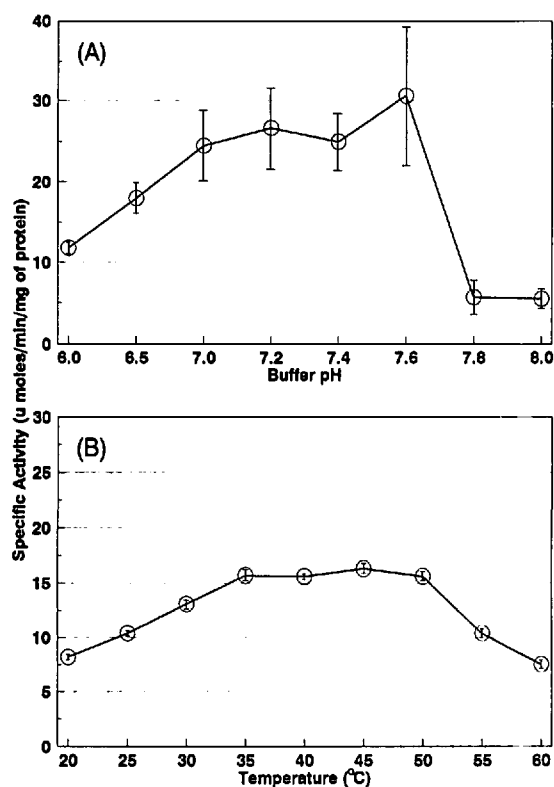 Specific Activity (u moles/min/mg of protein)
(A)
40
30
20
10
0
6.0 6.5 7.0 7.2 7.4 7.6 7.8 8.0
Buffer pH
(B)
30
25
20
15
10
5
0
20 25 30 35 40 45 50 55 60
Temperature (°C)